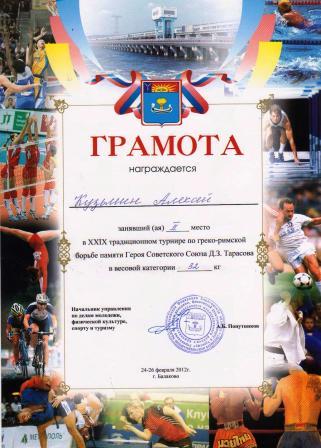 ГРАМОТА
награждается
Кузьмин Алексей
занявший (ая) II место
в XXIX традиционном турнире по греко-римской
борьбе памяти Героя Советского Союза Д.З. Тарасова
в весовой категории 32 кг
Начальник управления
по делам молодежи,
физической культуре,
спорту и туризму
А.Б. Попутников
24-26 февраля 2012г.
г. Балаково